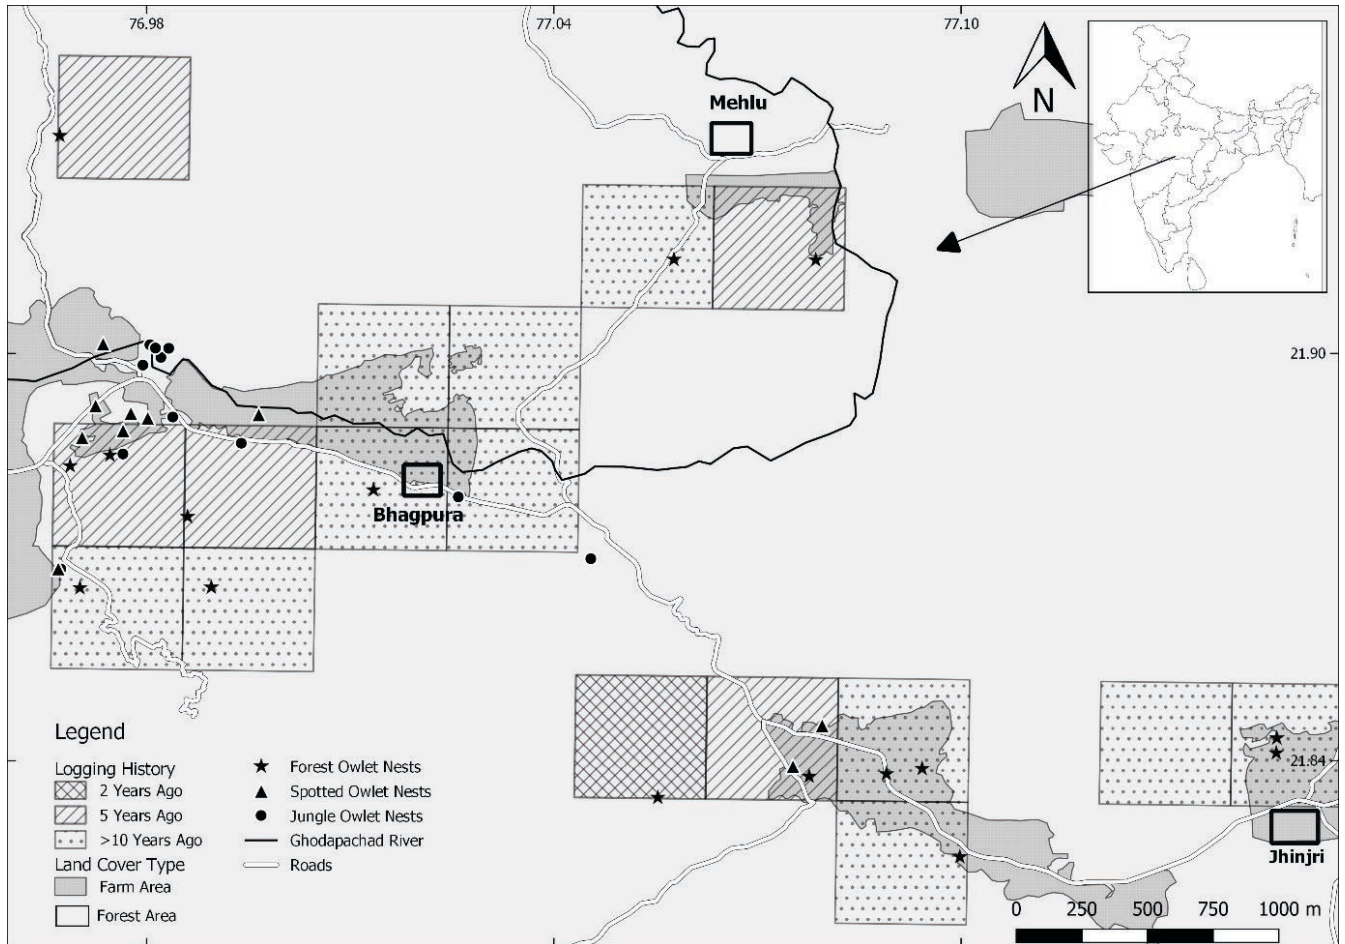 76.98
77.04
77.10
Mehlu
N
21.90
Bhagpura
Legend
Logging History
2 Years Ago
5 Years Ago
>10 Years Ago
Land Cover Type
Farm Area
Forest Area
Forest Owlet Nests
Spotted Owlet Nests
Jungle Owlet Nests
Ghodapachad River
Roads
21.84
Jhinjri
0 250 500 750 1000 m